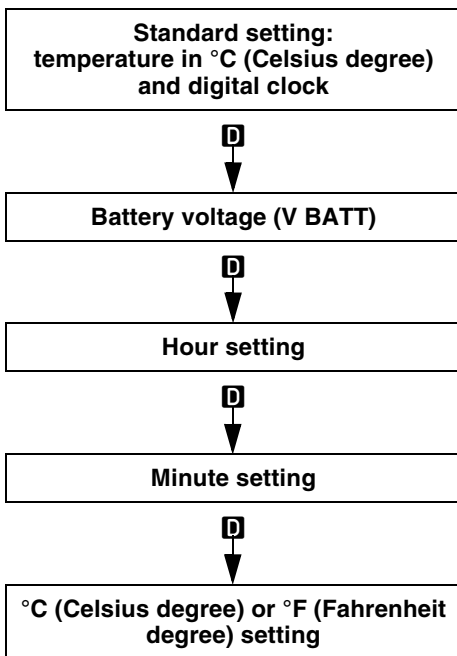 Standard setting:
temperature in °C (Celsius degree)
and digital clock
D
Battery voltage (V BATT)
D
Hour setting
D
Minute setting
D
°C (Celsius degree) or °F (Fahrenheit
degree) setting